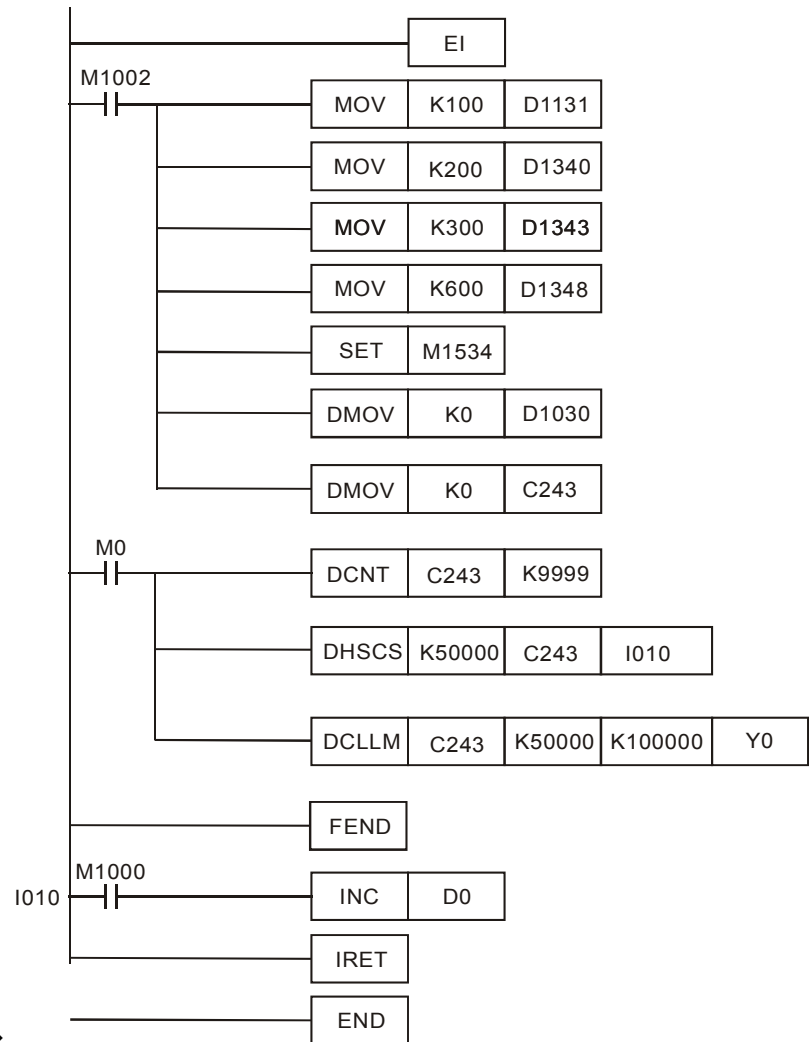 EI
M1002
MOV K100 D1131
MOV K200 D1340
MOV K300 D1343
MOV K600 D1348
SET M1534
DMOV K0 D1030
DMOV K0 C243
M0
DCNT C243 K9999
DHSCS K50000 C243 I010
DCLLM C243 K50000 K100000 Y0
FEND
M1000
I010 INC D0
IRET
END